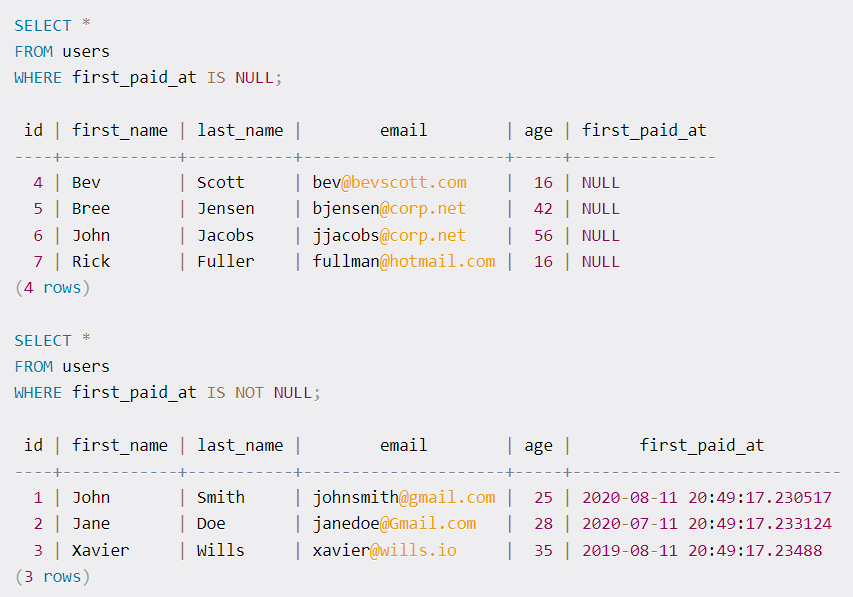 SELECT *
FROM users
WHERE first_paid_at IS NULL;
 id | first_name | last_name |        email        | age | first_paid_at
----+------------+-----------+---------------------+-----+---------------
  4 | Bev        | Scott     | bev@bevscott.com    |  16 | NULL
  5 | Bree       | Jensen    | bjensen@corp.net    |  42 | NULL
  6 | John       | Jacobs    | jjacobs@corp.net    |  56 | NULL
  7 | Rick       | Fuller    | fullman@hotmail.com |  16 | NULL
(4 rows)
SELECT *
FROM users
WHERE first_paid_at IS NOT NULL;
 id | first_name | last_name |        email        | age |       first_paid_at
----+------------+-----------+---------------------+-----+----------------------------
  1 | John       | Smith     | johnsmith@gmail.com |  25 | 2020-08-11 20:49:17.230517
  2 | Jane       | Doe       | janedoe@Gmail.com   |  28 | 2020-07-11 20:49:17.233124
  3 | Xavier     | Wills     | xavier@wills.io     |  35 | 2019-08-11 20:49:17.23488
(3 rows)